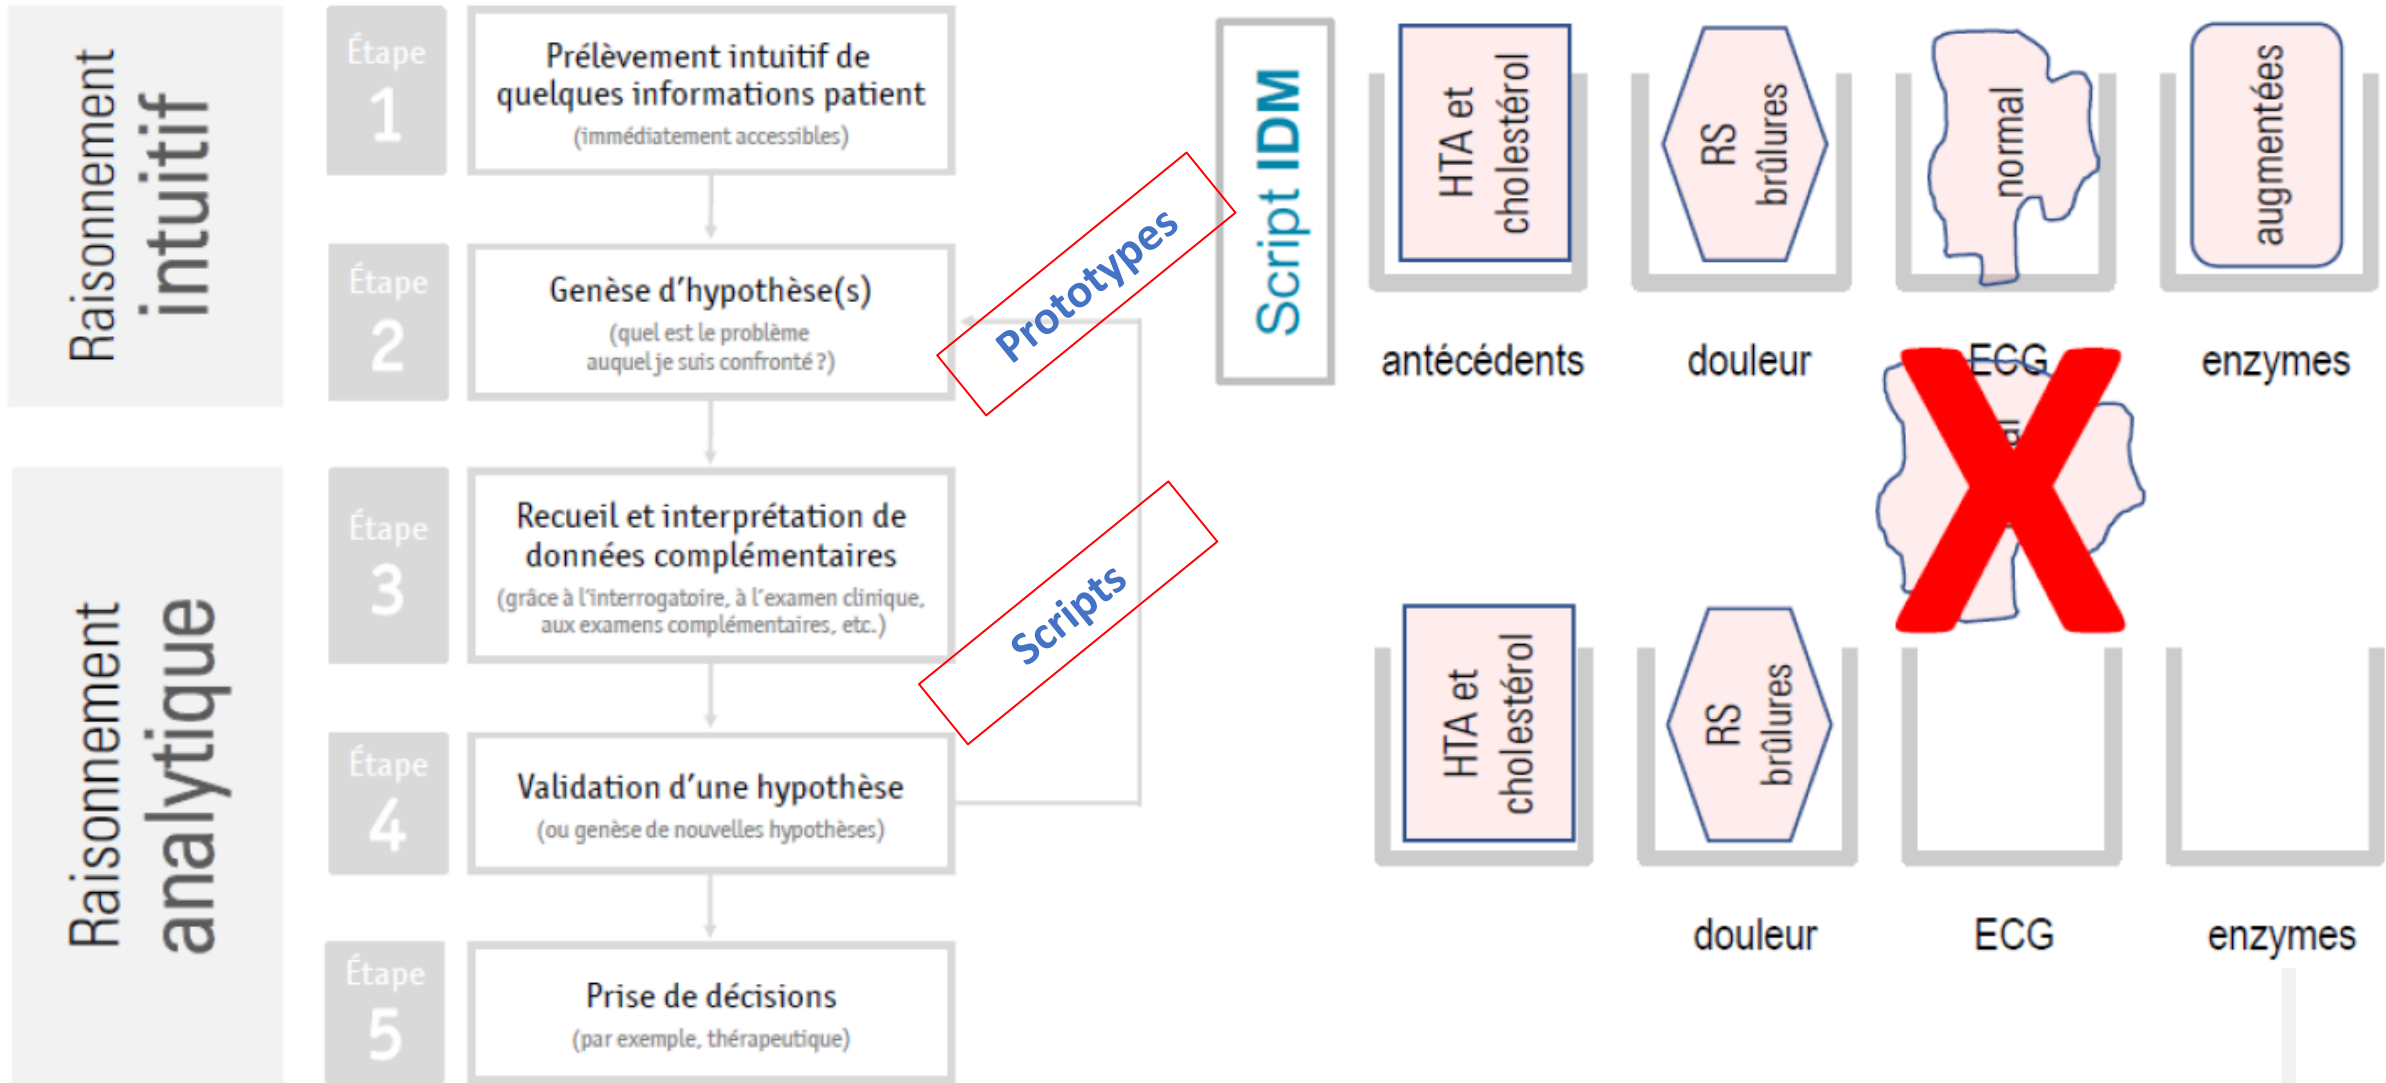 Raisonnement
intuitif
Étape
1
Prélèvement intuitif de
quelques informations patient
(immédiatement accessibles)
Étape
2
Genèse d’hypothèse(s)
(quel est le problème
auquel je suis confronté ?)
Raisonnement
analytique
Étape
3
Recueil et interprétation de
données complémentaires
(grâce à l’interrogatoire, à l’examen clinique,
aux examens complémentaires, etc.)
Étape
4
Validation d’une hypothèse
(ou genèse de nouvelles hypothèses)
Étape
5
Prise de décisions
(par exemple, thérapeutique)
Prototypes
Scripts
Script IDM
HTA et
cholestérol
RS
brûlures
normal
augmentées
antécédents
douleur
ECG
enzymes
HTA et
cholestérol
RS
brûlures
douleur
ECG
enzymes